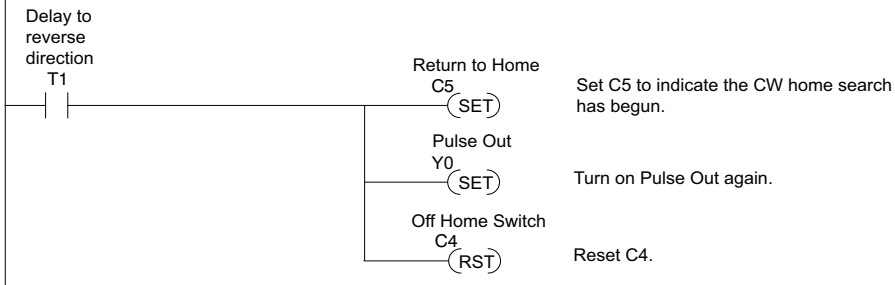 Delay to
reverse
direction
T1
Return to Home
C5
SET
Set C5 to indicate the CW home search
has begun.
Pulse Out
Y0
SET
Turn on Pulse Out again.
Off Home Switch
C4
RST
Reset C4.